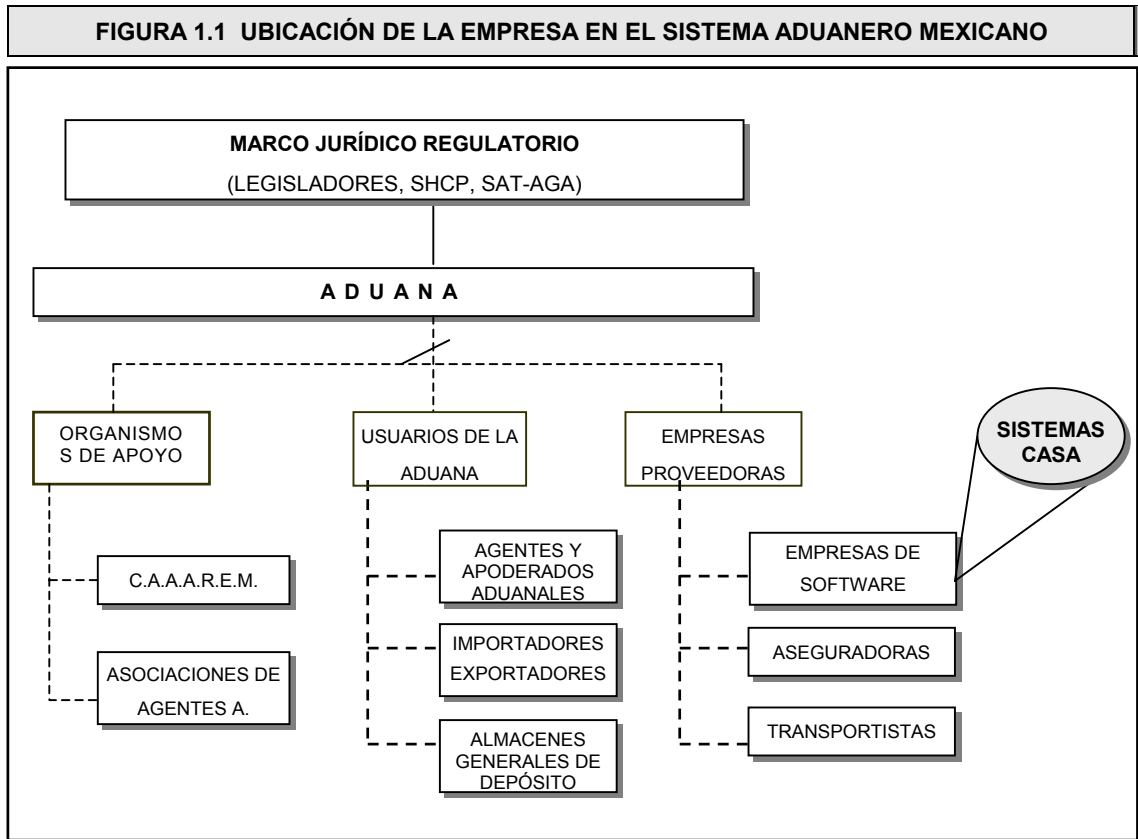 FIGURA 1.1 UBICACIÓN DE LA EMPRESA EN EL SISTEMA ADUANERO MEXICANO
MARCO JURÍDICO REGULATORIO
(LEGISLADORES, SHCP, SAT-AGA)
A D U A N A
ORGANISMO
S DE APOYO
USUARIOS DE LA
ADUANA
EMPRESAS
PROVEEDORAS
SISTEMAS
CASA
C.A.A.A.R.E.M.
ASOCIACIONES DE
AGENTES A.
AGENTES Y
APODERADOS
ADUANALES
IMPORTADORES
EXPORTADORES
ALMACENES
GENERALES DE
DEPÓSITO
EMPRESAS DE
SOFTWARE
ASEGURADORAS
TRANSPORTISTAS